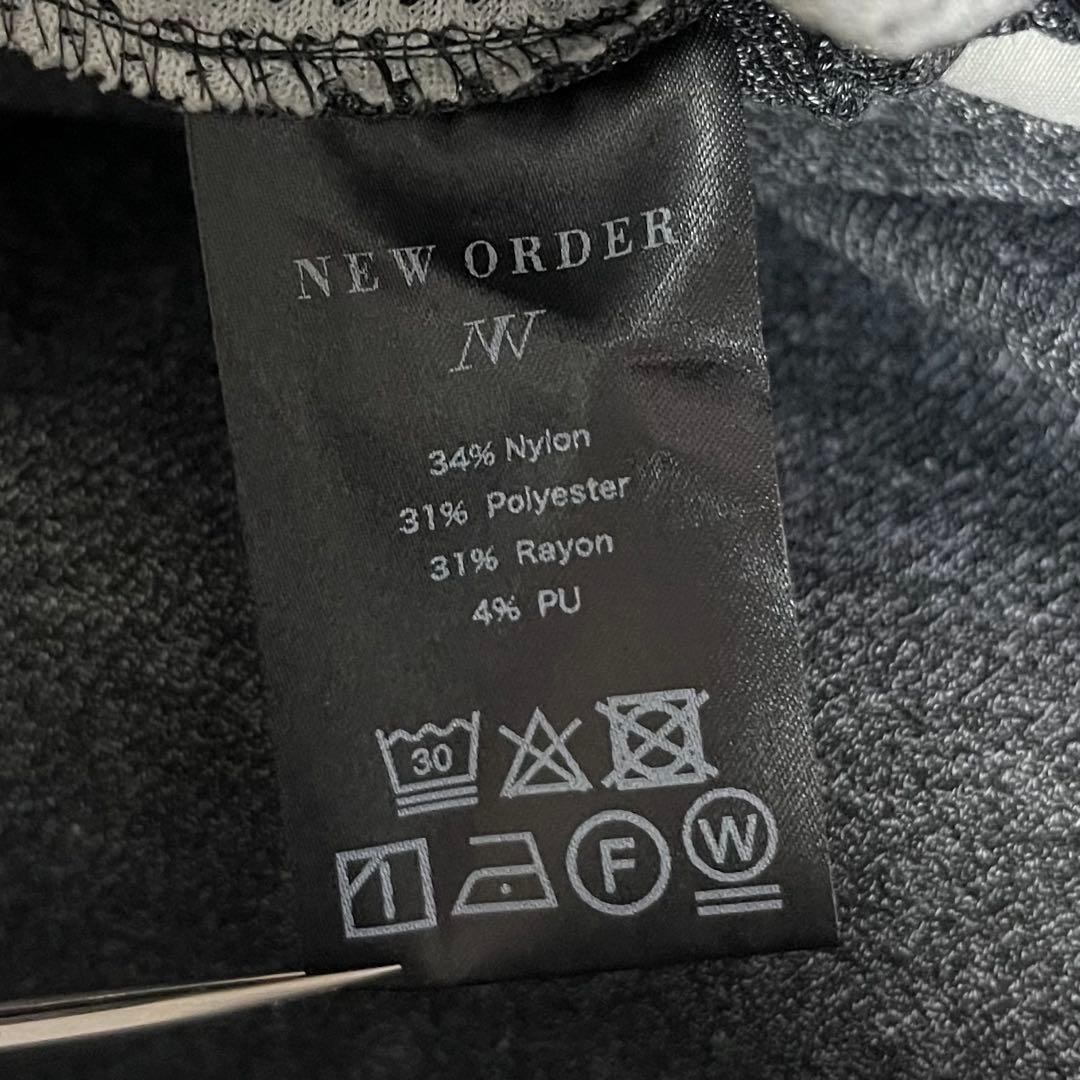 NEW ORDER
NW
34% Nylon
31% Polyester
31% Rayon
4% PU
30
F
W